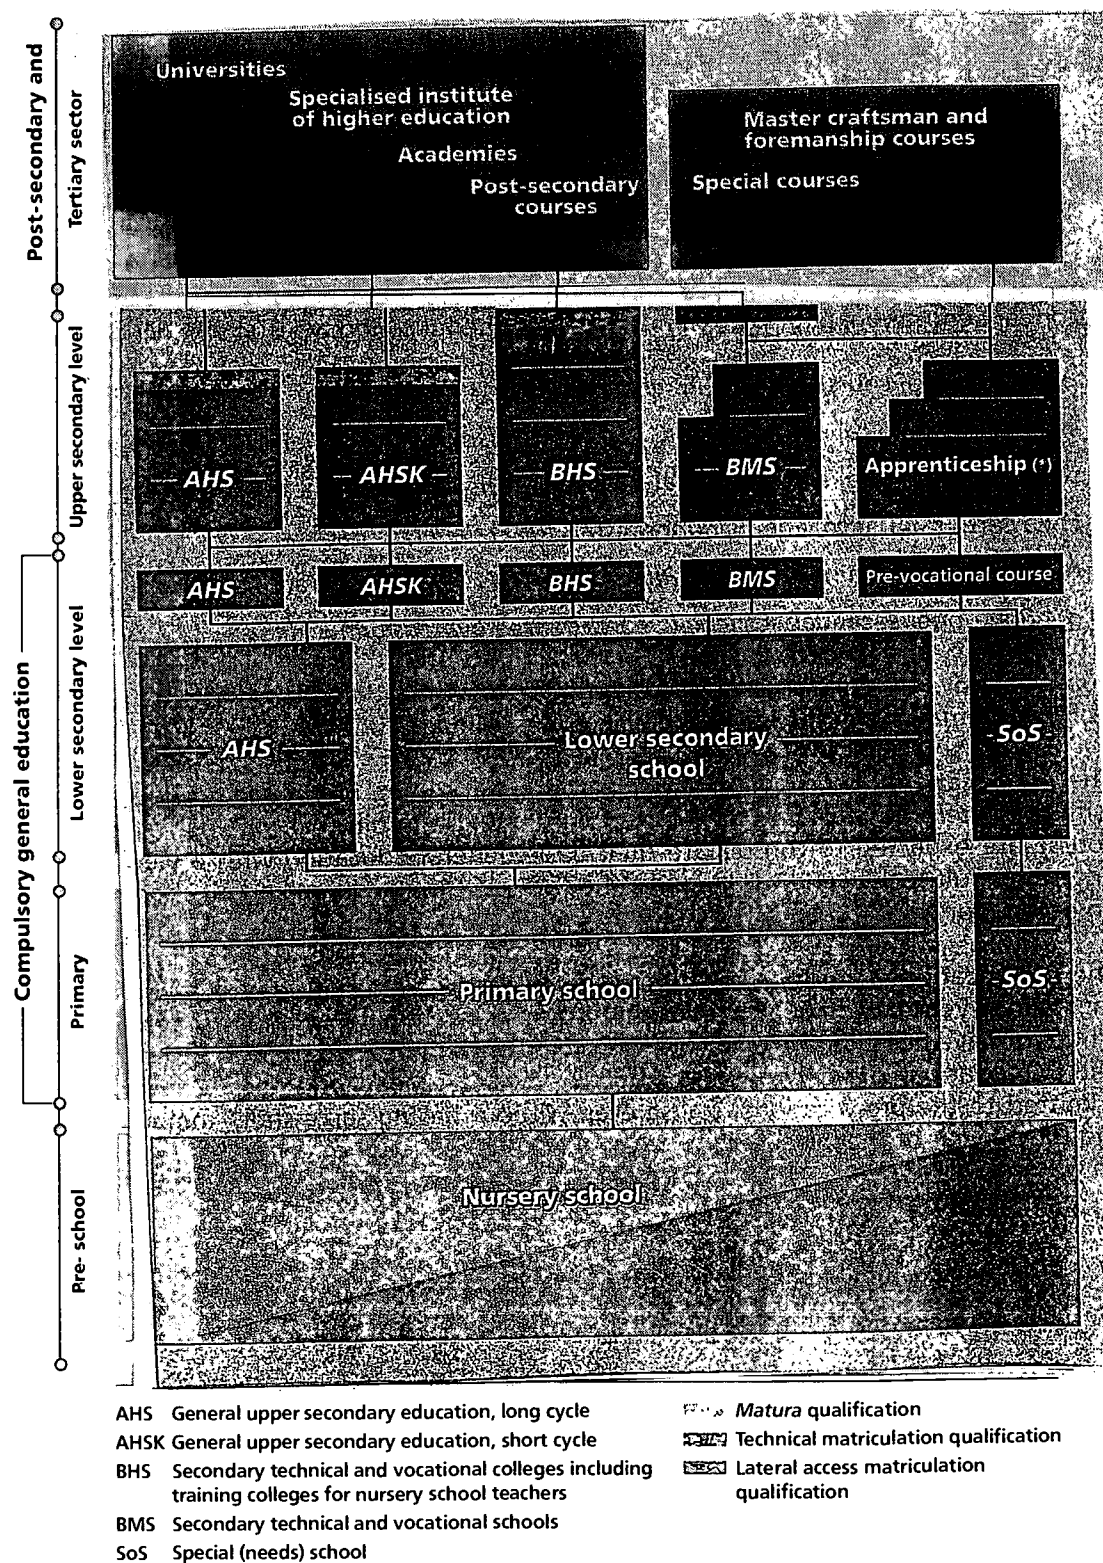 Post-secondary and
Tertiary sector
Universities
Specialised institute
of higher education
Academies
Post-secondary
courses
Master craftsman and
foremanship courses
Special courses
Upper secondary level
AHS
AHSK
BHS
BMS
Apprenticeship (*)
Compulsory general education
Lower secondary level
AHS
AHSK
BHS
BMS
Pre-vocational course
AHS
Lower secondary
school
SoS
Primary
Primary school
SoS
Pre- school
Nursery school
AHS General upper secondary education, long cycle
AHSK General upper secondary education, short cycle
BHS Secondary technical and vocational colleges including
training colleges for nursery school teachers
BMS Secondary technical and vocational schools
SoS Special (needs) school
Matura qualification
Technical matriculation qualification
Lateral access matriculation
qualification